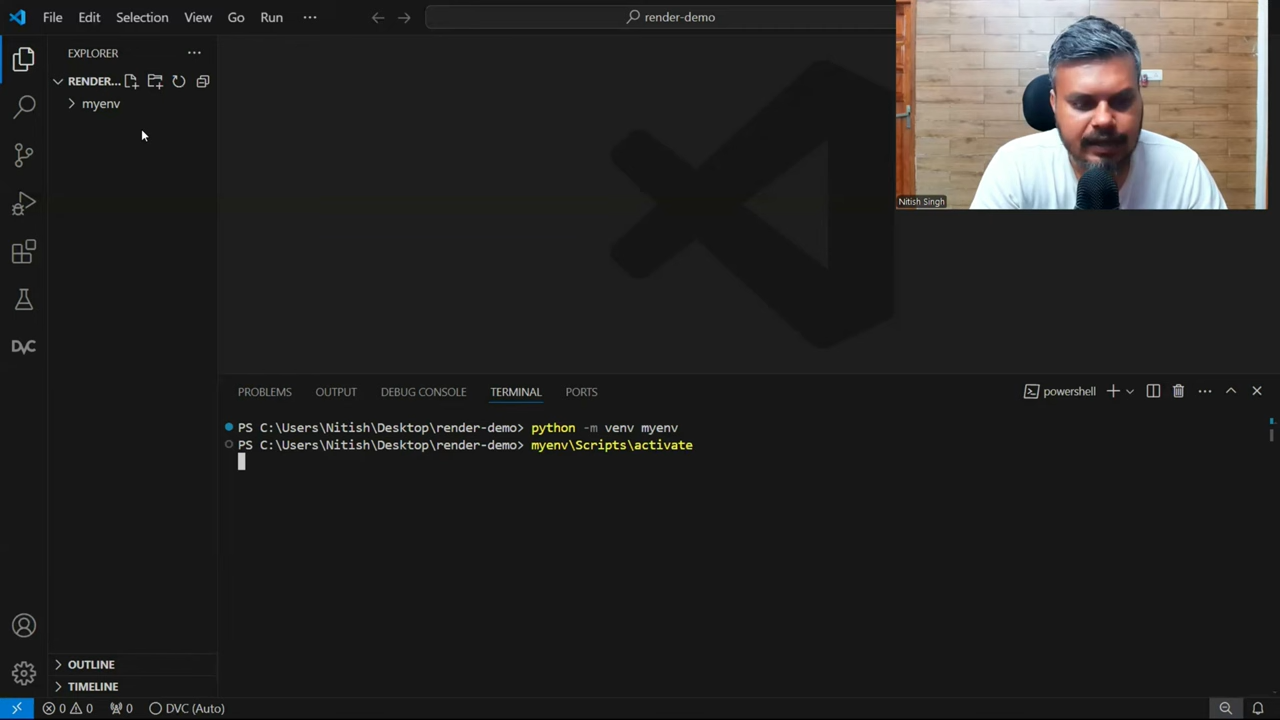 File Edit Selection View Go Run ··· render-demo
Nitish Singh
EXPLORER ···
RENDER...
myenv
DVC
PROBLEMS OUTPUT DEBUG CONSOLE TERMINAL PORTS powershell ···
PS C:\Users\Nitish\Desktop\render-demo> python -m venv myenv
PS C:\Users\Nitish\Desktop\render-demo> myenv\Scripts\activate
OUTLINE
TIMELINE
0 0 0 DVC (Auto)